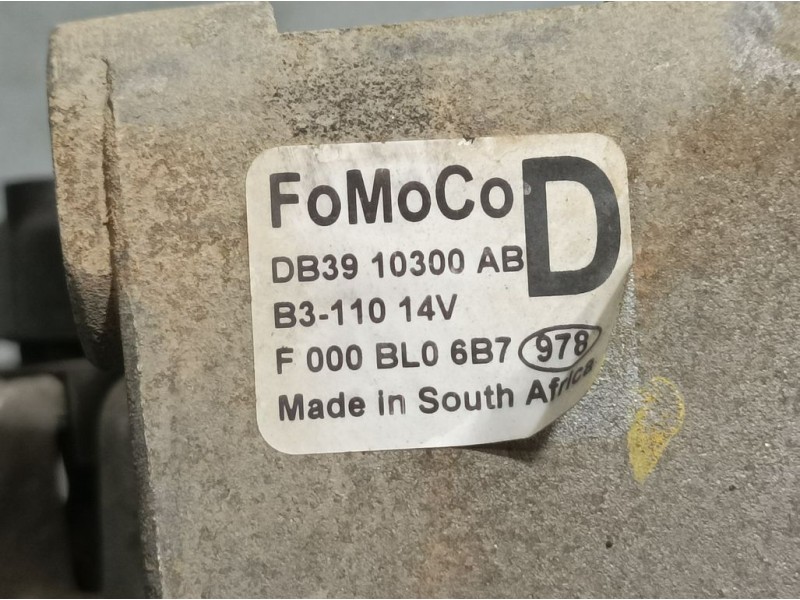 FoMoCo D
DB39 10300 AB
B3-110 14V
F 000 BL0 6B7 978
Made in South Africa